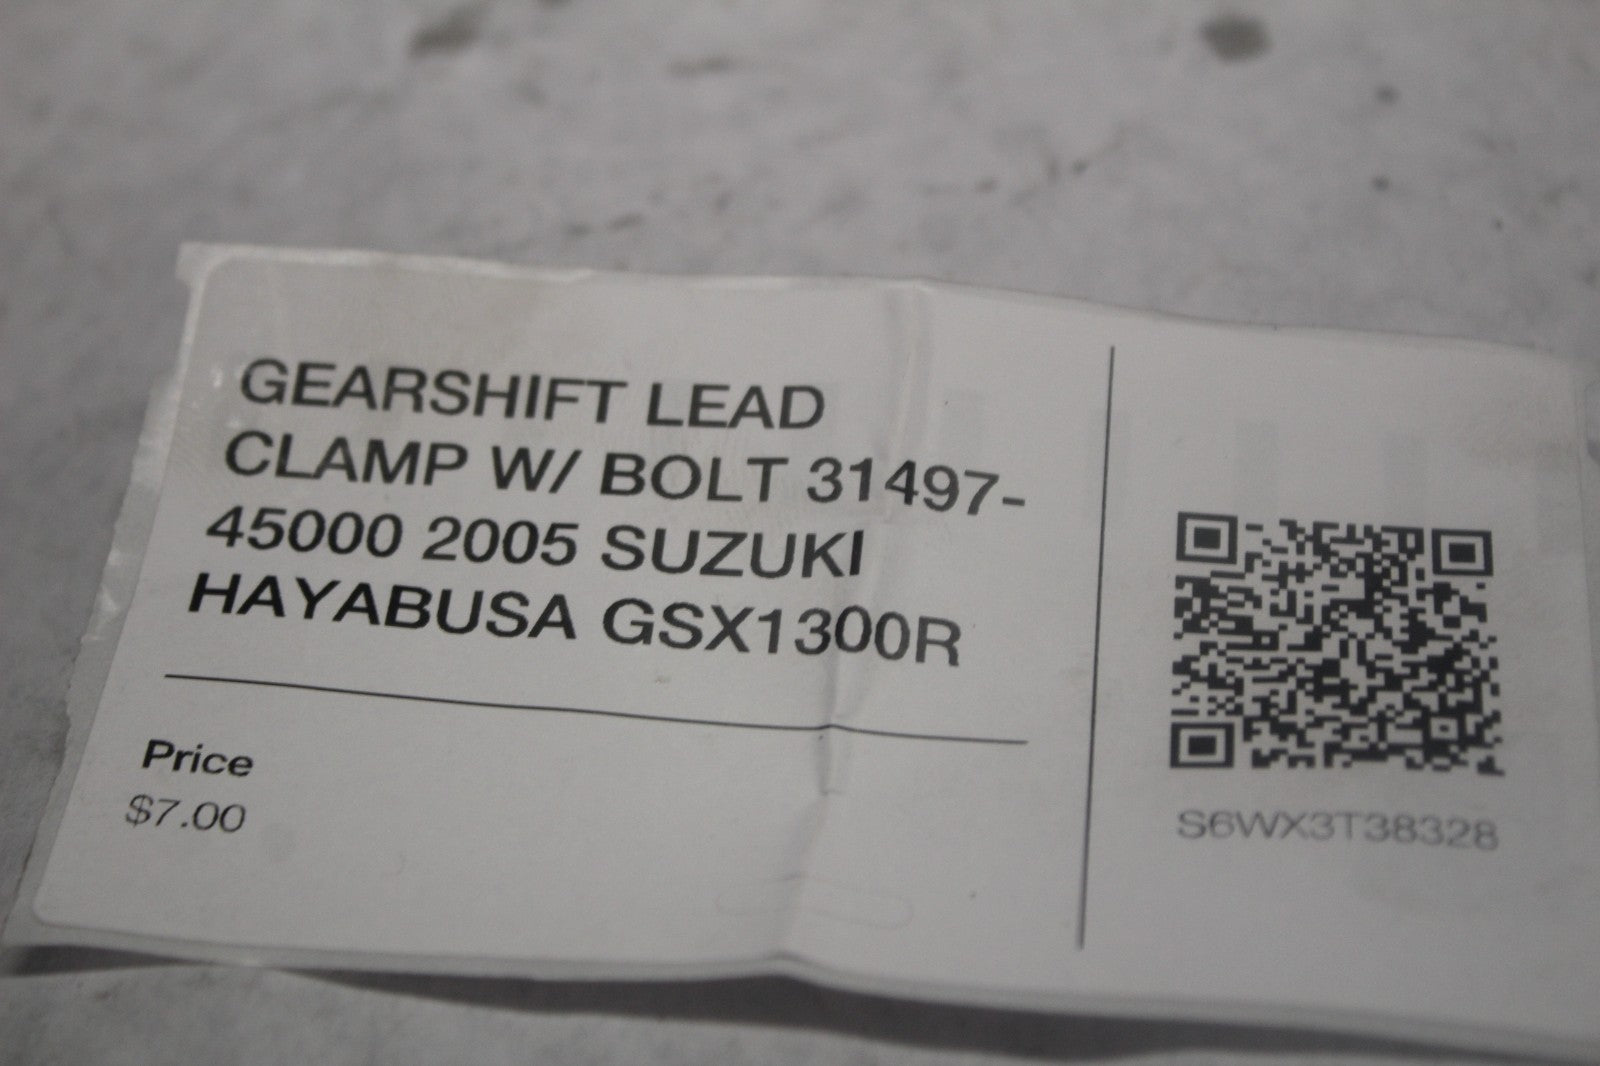 GEARSHIFT LEAD
CLAMP W/ BOLT 31497-
45000 2005 SUZUKI
HAYABUSA GSX1300R
Price
$7.00
S6WX3T38328